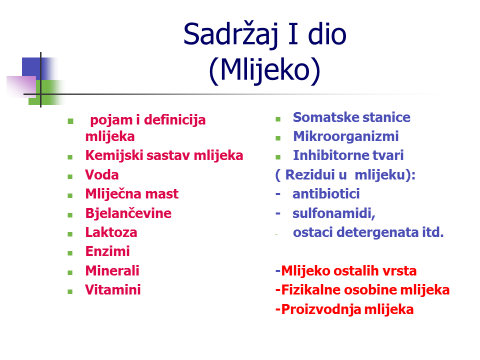 Sadržaj I dio
(Mlijeko)
pojam i definicija
mlijeka
Kemijski sastav mlijeka
Voda
Mliječna mast
Bjelančevine
Laktoza
Enzimi
Minerali
Vitamini
Somatske stanice
Mikroorganizmi
Inhibitorne tvari
( Rezidui u mlijeku):
- antibiotici
- sulfonamidi,
- ostaci detergenata itd.
-Mlijeko ostalih vrsta
-Fizikalne osobine mlijeka
-Proizvodnja mlijeka